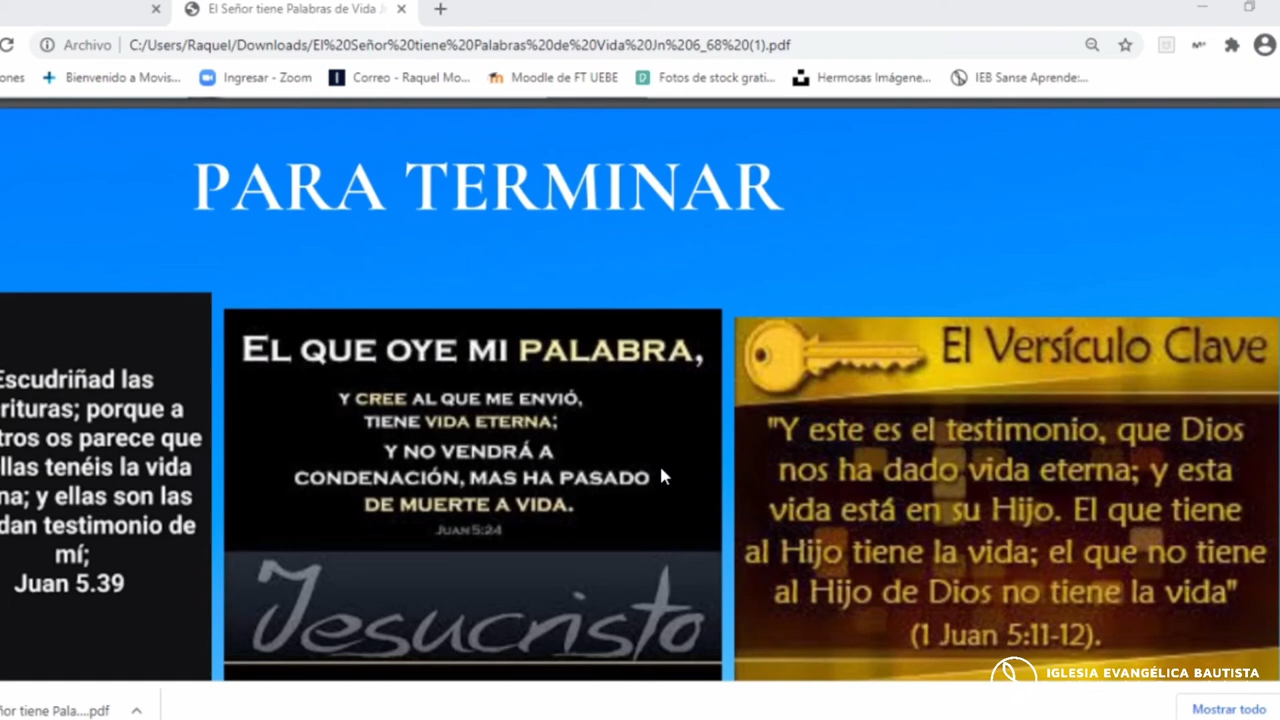 El Señor tiene Palabras de Vida
Archivo
C:/Users/Raquel/Downloads/El%20Señor%20tiene%20Palabras%20de%20Vida%20Jn%206_68%20(1).pdf
ones
Bienvenido a Movis...
Ingresar - Zoom
Correo - Raquel Mo...
Moodle de FT UEBE
Fotos de stock grati...
Hermosas Imágene...
IEB Sanse Aprende:...
PARA TERMINAR
Escudriñad las
rituras; porque a
tros os parece que
llas tenéis la vida
na; y ellas son las
dan testimonio de
mí;
Juan 5.39
EL QUE OYE MI PALABRA,
Y CREE AL QUE ME ENVIÓ,
TIENE VIDA ETERNA;
Y NO VENDRÁ A
CONDENACIÓN, MAS HA PASADO
DE MUERTE A VIDA.
JUAN 5:24
Jesucristo
El Versículo Clave
"Y este es el testimonio, que Dios
nos ha dado vida eterna; y esta
vida está en su Hijo. El que tiene
al Hijo tiene la vida; el que no tiene
al Hijo de Dios no tiene la vida"
(1 Juan 5:11-12).
IGLESIA EVANGÉLICA BAUTISTA
ñor tiene Pala....pdf
Mostrar todo